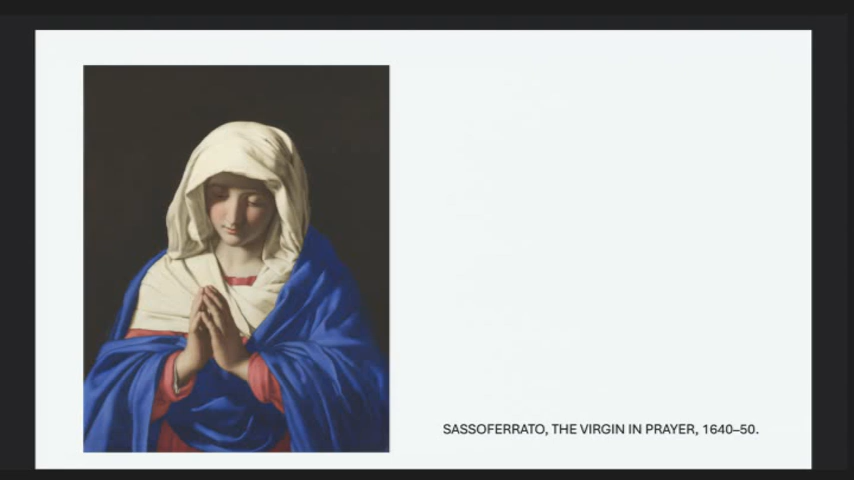 SASSOFERRATO, THE VIRGIN IN PRAYER, 1640–50.